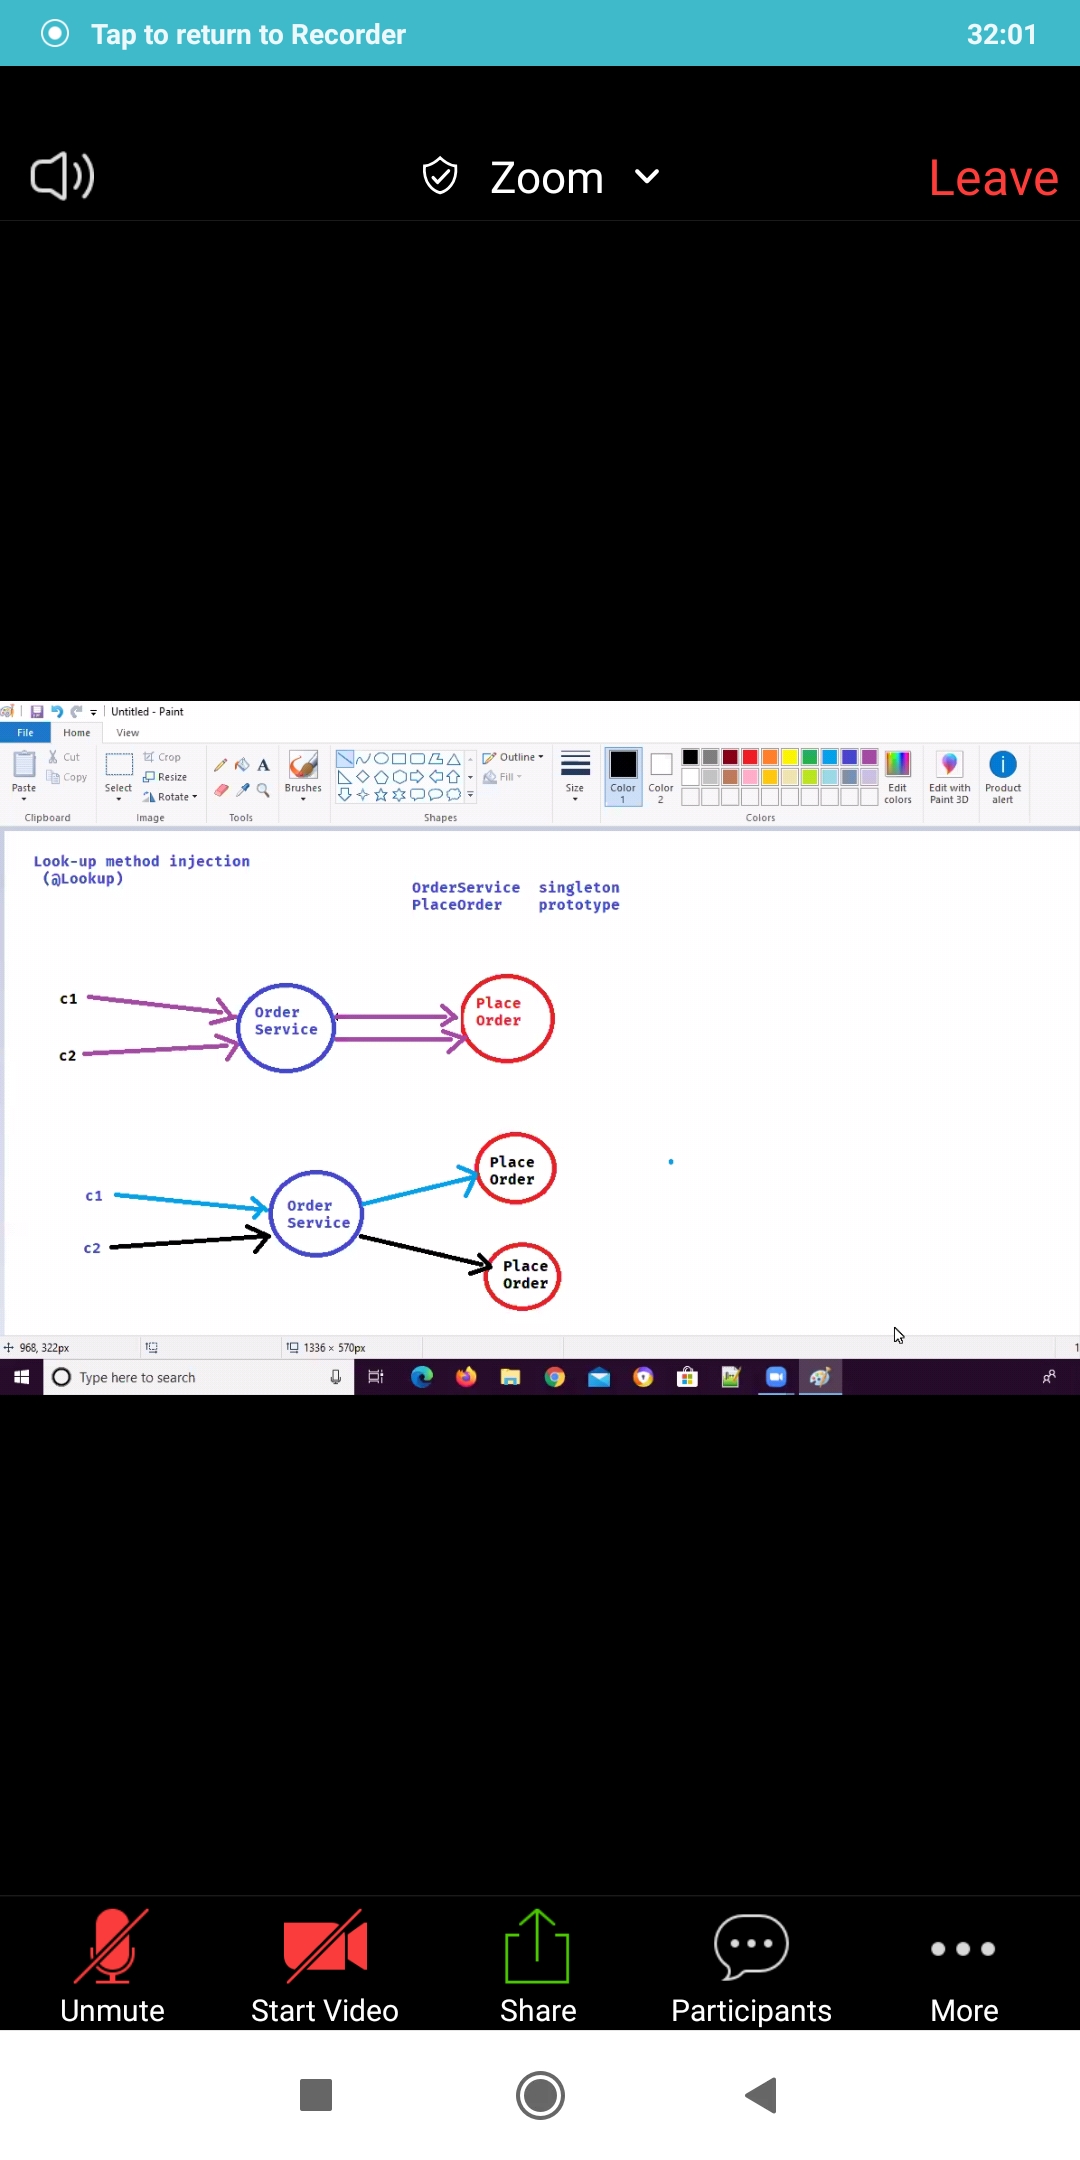 Tap to return to Recorder 32:01
Zoom Leave
Untitled - Paint
File Home View
Paste Cut Copy Select Crop Resize Rotate A Brushes Outline Fill Size Color 1 Color 2 Edit colors Edit with Paint 3D Product alert
Clipboard Image Tools Shapes Colors
Look-up method injection
(@Lookup)
OrderService singleton
PlaceOrder prototype
c1
c2
Order
Service
Place
Order
c1
c2
Order
Service
Place
Order
Place
Order
968, 322px 1336 × 570px 1
Type here to search
Unmute Start Video Share Participants More